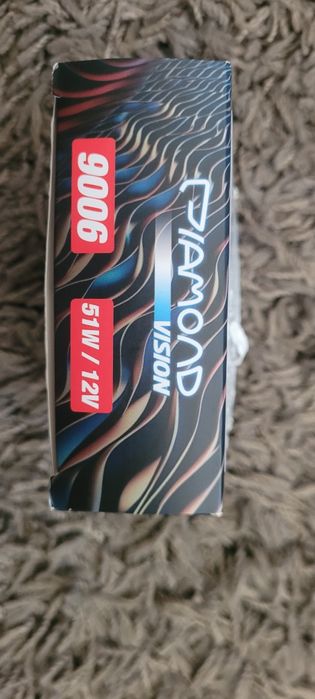 DIAMOND
VISION
9006
51W / 12V